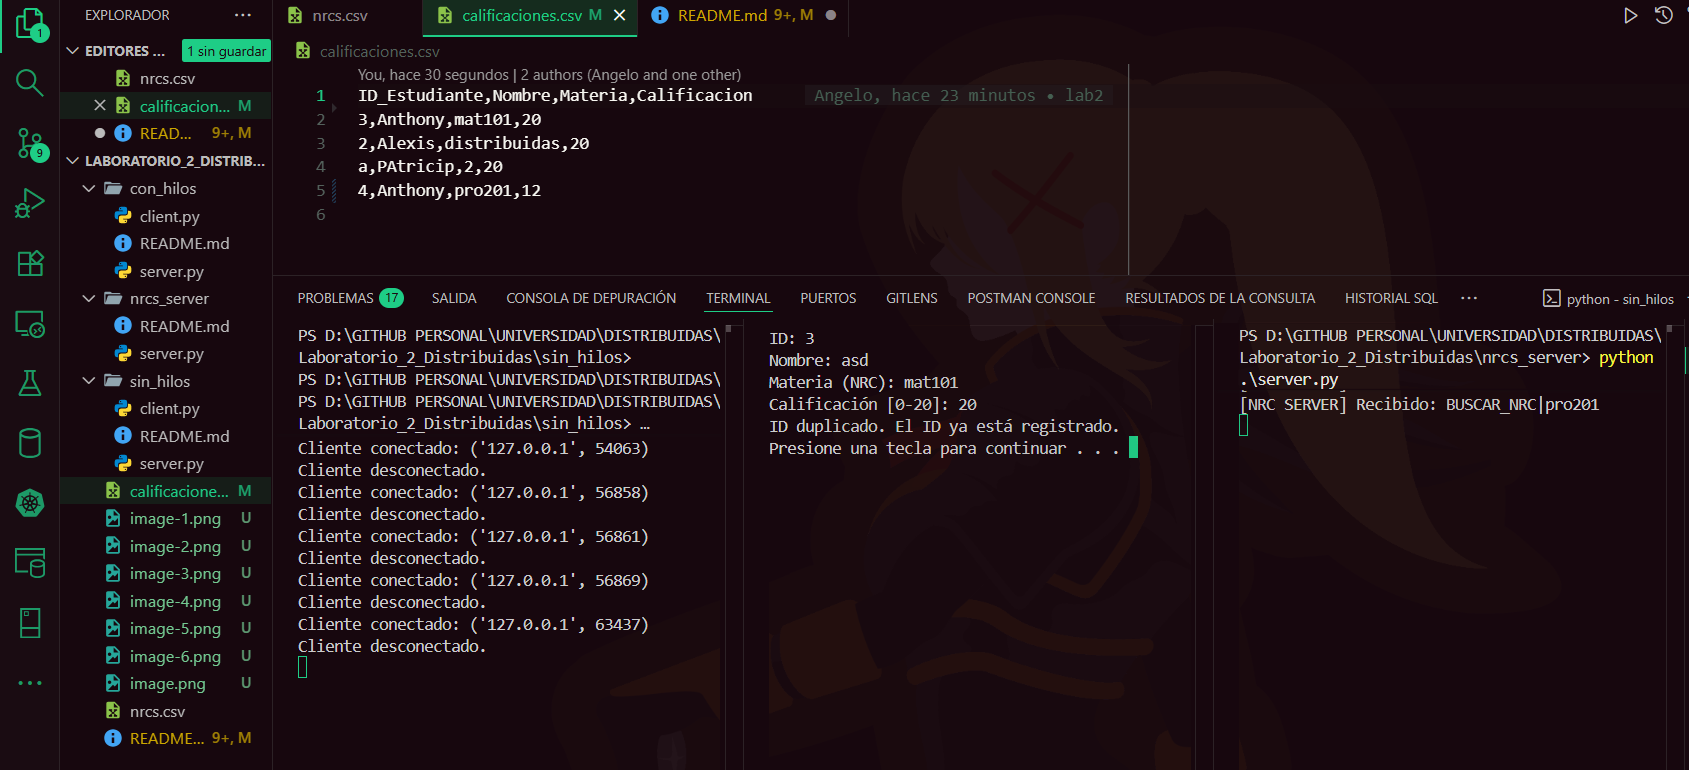 EXPLORADOR ···
EDITORES ... 1 sin guardar
nrcs.csv
calificacion... M
READ... 9+, M
LABORATORIO_2_DISTRIB...
con_hilos
client.py
README.md
server.py
nrcs_server
README.md
server.py
sin_hilos
client.py
README.md
server.py
calificacione... M
image-1.png U
image-2.png U
image-3.png U
image-4.png U
image-5.png U
image-6.png U
image.png U
nrcs.csv
README... 9+, M
1
9
nrcs.csv
calificaciones.csv M
README.md 9+, M
calificaciones.csv
You, hace 30 segundos | 2 authors (Angelo and one other)
1 ID_Estudiante,Nombre,Materia,Calificacion Angelo, hace 23 minutos • lab2
2 3,Anthony,mat101,20
3 2,Alexis,distribuidas,20
4 a,PAtricip,2,20
5 4,Anthony,pro201,12
6
PROBLEMAS 17 SALIDA CONSOLA DE DEPURACIÓN TERMINAL PUERTOS GITLENS POSTMAN CONSOLE RESULTADOS DE LA CONSULTA HISTORIAL SQL ··· python - sin_hilos
PS D:\GITHUB PERSONAL\UNIVERSIDAD\DISTRIBUIDAS\
Laboratorio_2_Distribuidas\sin_hilos>
PS D:\GITHUB PERSONAL\UNIVERSIDAD\DISTRIBUIDAS\
PS D:\GITHUB PERSONAL\UNIVERSIDAD\DISTRIBUIDAS\
Laboratorio_2_Distribuidas\sin_hilos> …
Cliente conectado: ('127.0.0.1', 54063)
Cliente desconectado.
Cliente conectado: ('127.0.0.1', 56858)
Cliente desconectado.
Cliente conectado: ('127.0.0.1', 56861)
Cliente desconectado.
Cliente conectado: ('127.0.0.1', 56869)
Cliente desconectado.
Cliente conectado: ('127.0.0.1', 63437)
Cliente desconectado.
ID: 3
Nombre: asd
Materia (NRC): mat101
Calificación [0-20]: 20
ID duplicado. El ID ya está registrado.
Presione una tecla para continuar . . .
PS D:\GITHUB PERSONAL\UNIVERSIDAD\DISTRIBUIDAS\
Laboratorio_2_Distribuidas\nrcs_server> python
.\server.py
[NRC SERVER] Recibido: BUSCAR_NRC|pro201